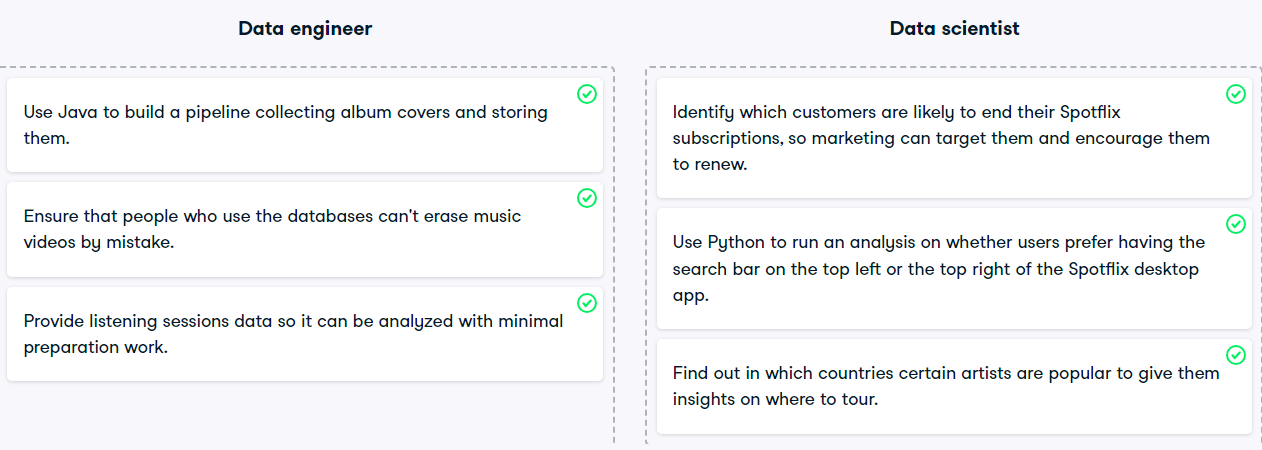 Data engineer
Use Java to build a pipeline collecting album covers and storing
them.
Ensure that people who use the databases can't erase music
videos by mistake.
Provide listening sessions data so it can be analyzed with minimal
preparation work.
Data scientist
Identify which customers are likely to end their Spotflix
subscriptions, so marketing can target them and encourage them
to renew.
Use Python to run an analysis on whether users prefer having the
search bar on the top left or the top right of the Spotflix desktop
app.
Find out in which countries certain artists are popular to give them
insights on where to tour.